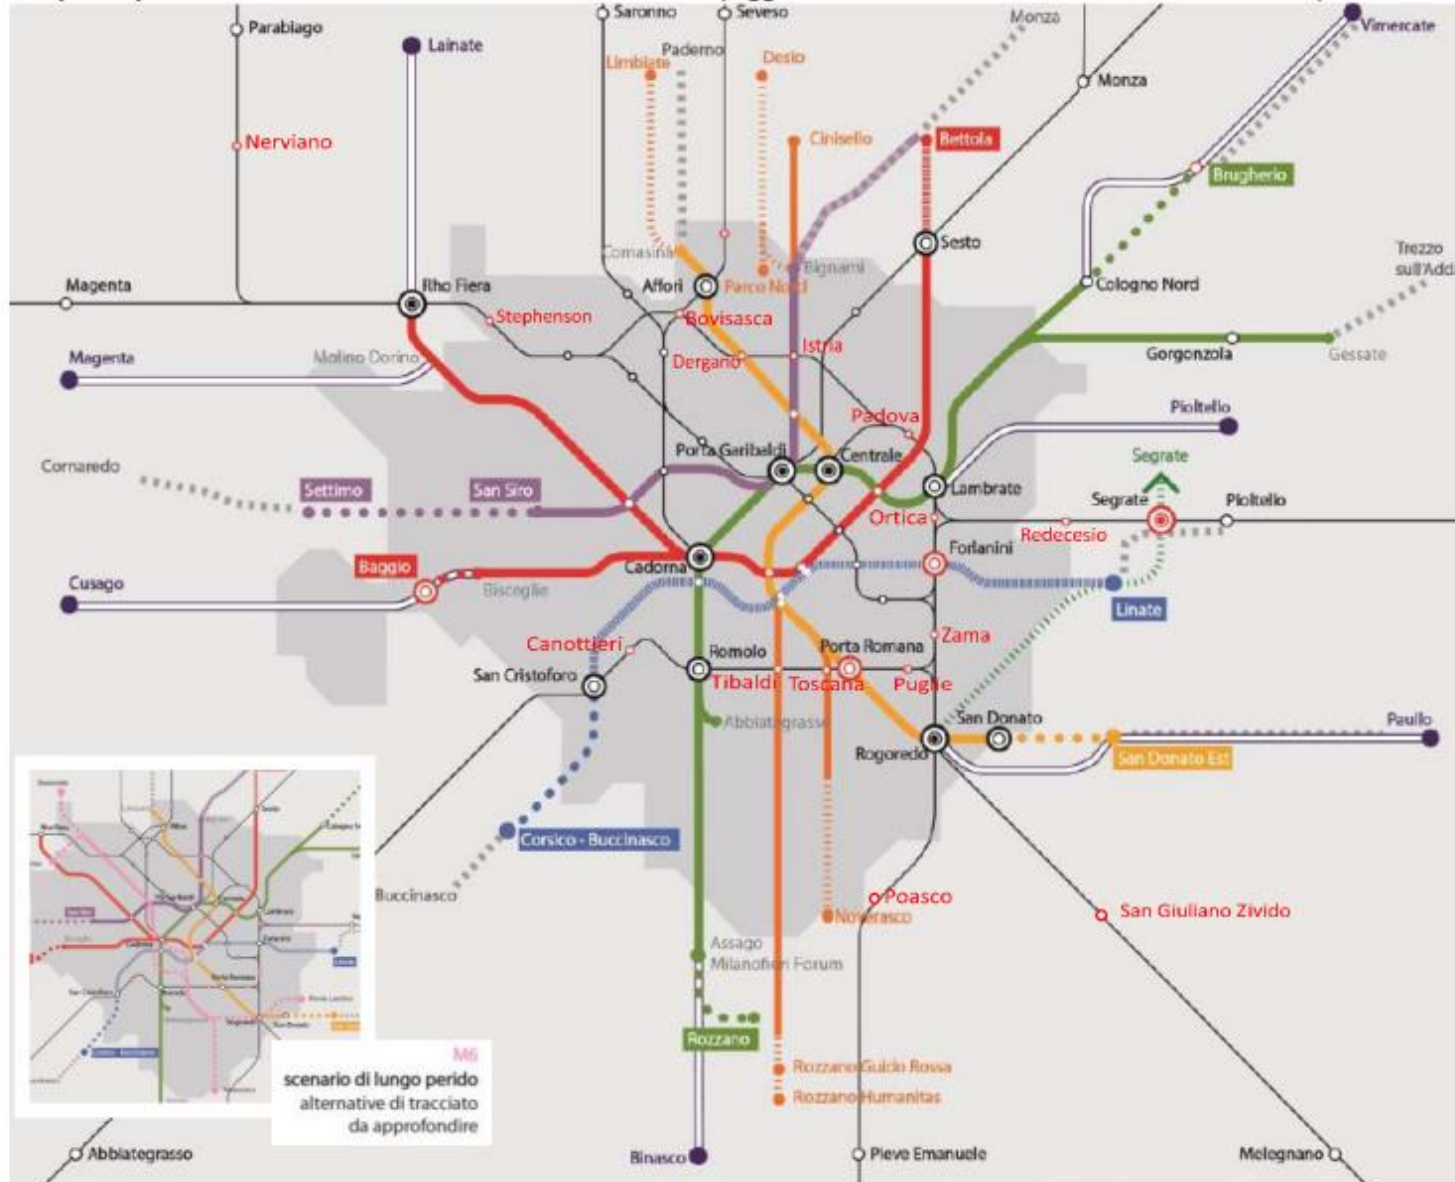 Saronno
Seveso
Monza
Vimercate
Parabiago
Lainate
Paderno
Limbiate
Desio
Monza
Nerviano
Cinisello
Bettola
Brugherio
Sesto
Comasina
Bignami
Trezzo
sull'Adda
Magenta
Rho Fiera
Affori
Parco Nord
Cologno Nord
Stephenson
Bovisasca
Magenta
Molino Dorino
Dergano
Istria
Gorgonzola
Gessate
Padova
Pioltello
Porta Garibaldi
Centrale
Segrate
Cornaredo
Settimo
San Siro
Lambrate
Segrate
Pioltello
Ortica
Redecesio
Forlanini
Baggio
Cadorna
Cusago
Bisceglie
Linate
Canottieri
Romolo
Porta Romana
Zama
San Cristoforo
Tibaldi
Toscana
Puglie
Abbiategrasso
San Donato
Paullo
Rogoredo
San Donato Est
Corsico - Buccinasco
Buccinasco
Poasco
San Giuliano Zivido
Noverasco
Assago
Milanofiori Forum
Rozzano
M6
scenario di lungo perido
alternative di tracciato
da approfondire
Rozzano Guido Rossa
Rozzano Humanitas
Abbiategrasso
Binasco
Pieve Emanuele
Melegnano